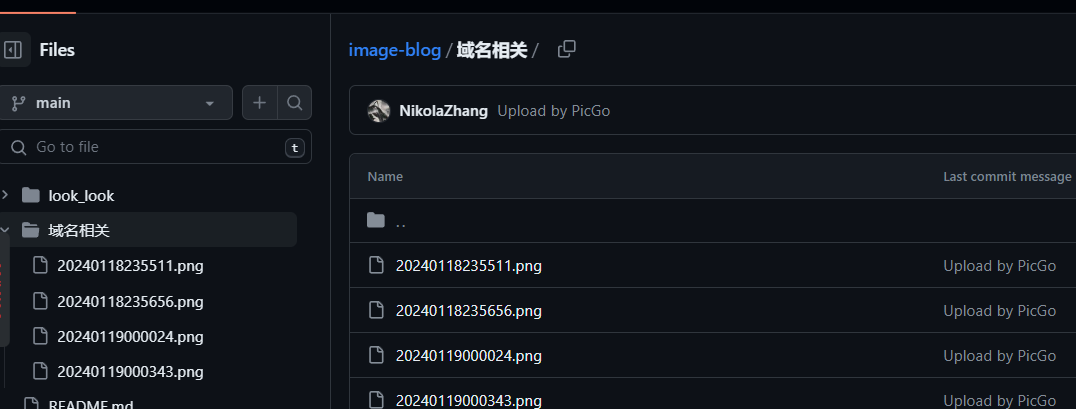 Files
main
Go to file
t
look_look
域名相关
20240118235511.png
20240118235656.png
20240119000024.png
20240119000343.png
README.md
image-blog / 域名相关 /
NikolaZhang Upload by PicGo
Name Last commit message
..
20240118235511.png Upload by PicGo
20240118235656.png Upload by PicGo
20240119000024.png Upload by PicGo
20240119000343.png Upload by PicGo